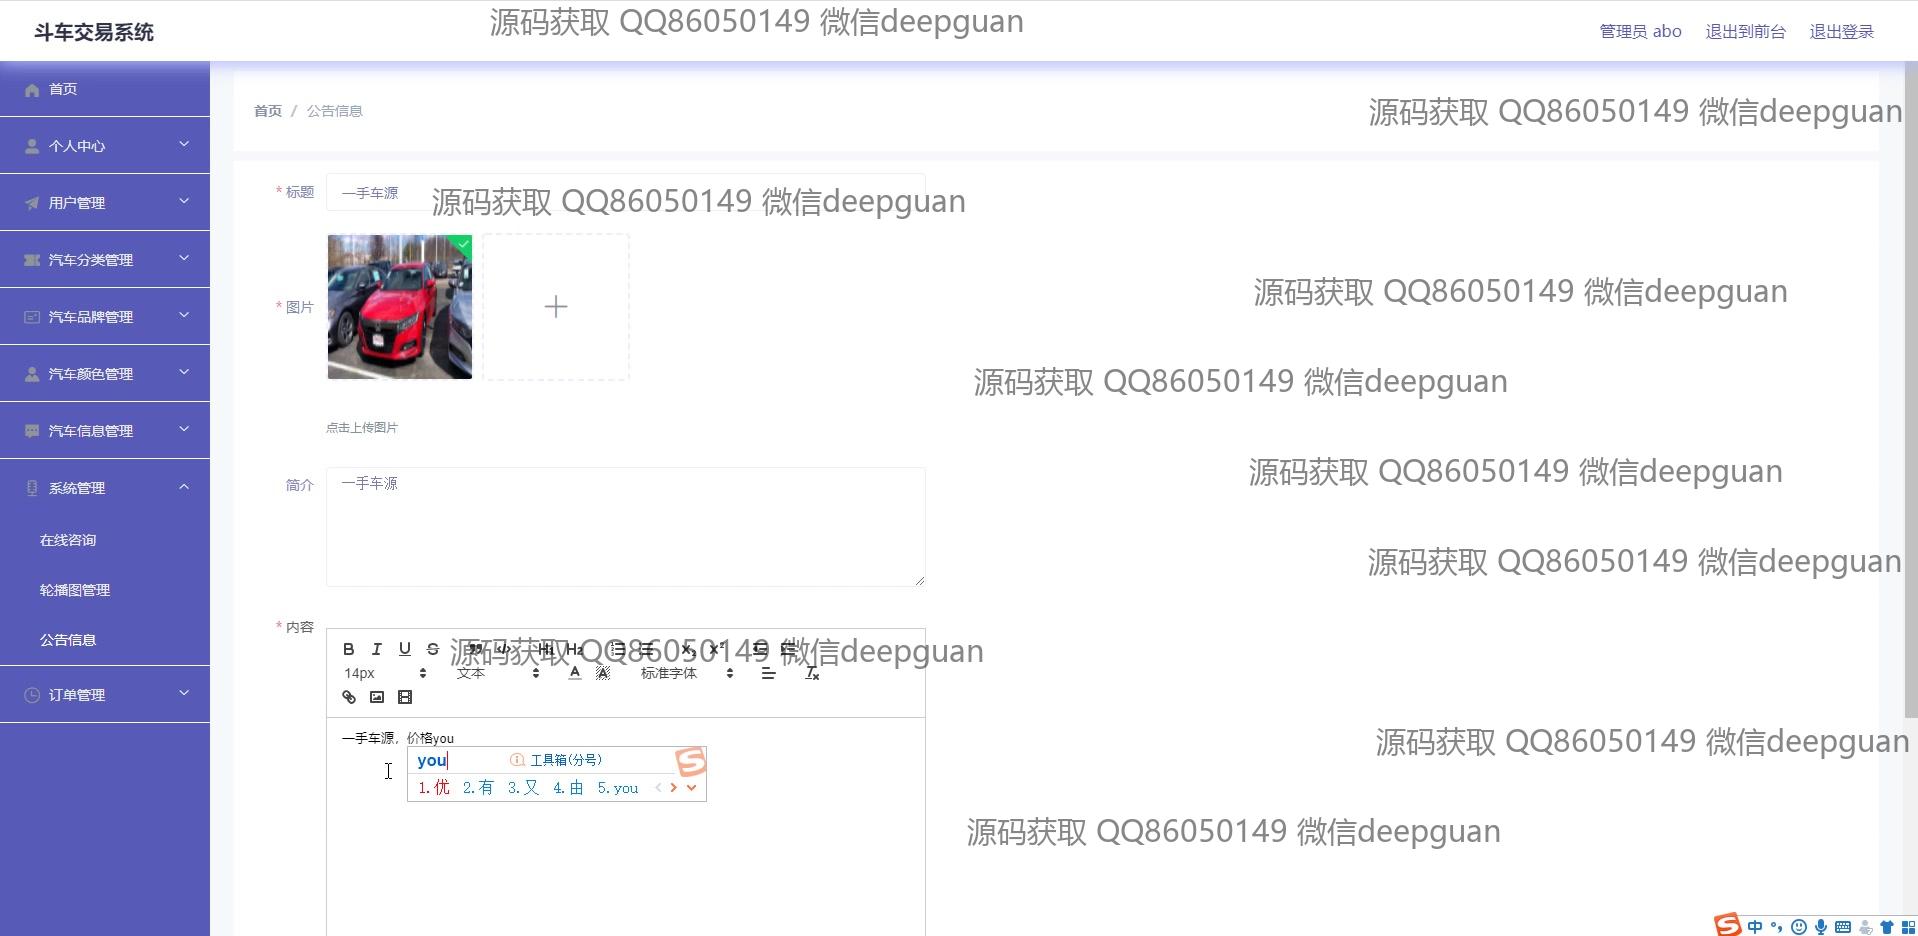 斗车交易系统
源码获取 QQ86050149 微信deepguan
管理员 abo 退出到前台 退出登录
首页
个人中心
用户管理
汽车分类管理
汽车品牌管理
汽车颜色管理
汽车信息管理
系统管理
在线咨询
轮播图管理
公告信息
订单管理
首页 / 公告信息
源码获取 QQ86050149 微信deepguan
* 标题 一手车源
源码获取 QQ86050149 微信deepguan
* 图片
源码获取 QQ86050149 微信deepguan
源码获取 QQ86050149 微信deepguan
点击上传图片
源码获取 QQ86050149 微信deepguan
简介 一手车源
源码获取 QQ86050149 微信deepguan
* 内容
B I U S H1 H2
源码获取 QQ86050149 微信deepguan
14px 文本 A A 标准字体
一手车源，价格you
源码获取 QQ86050149 微信deepguan
you 工具箱(分号)
1.优 2.有 3.又 4.由 5.you
源码获取 QQ86050149 微信deepguan
中